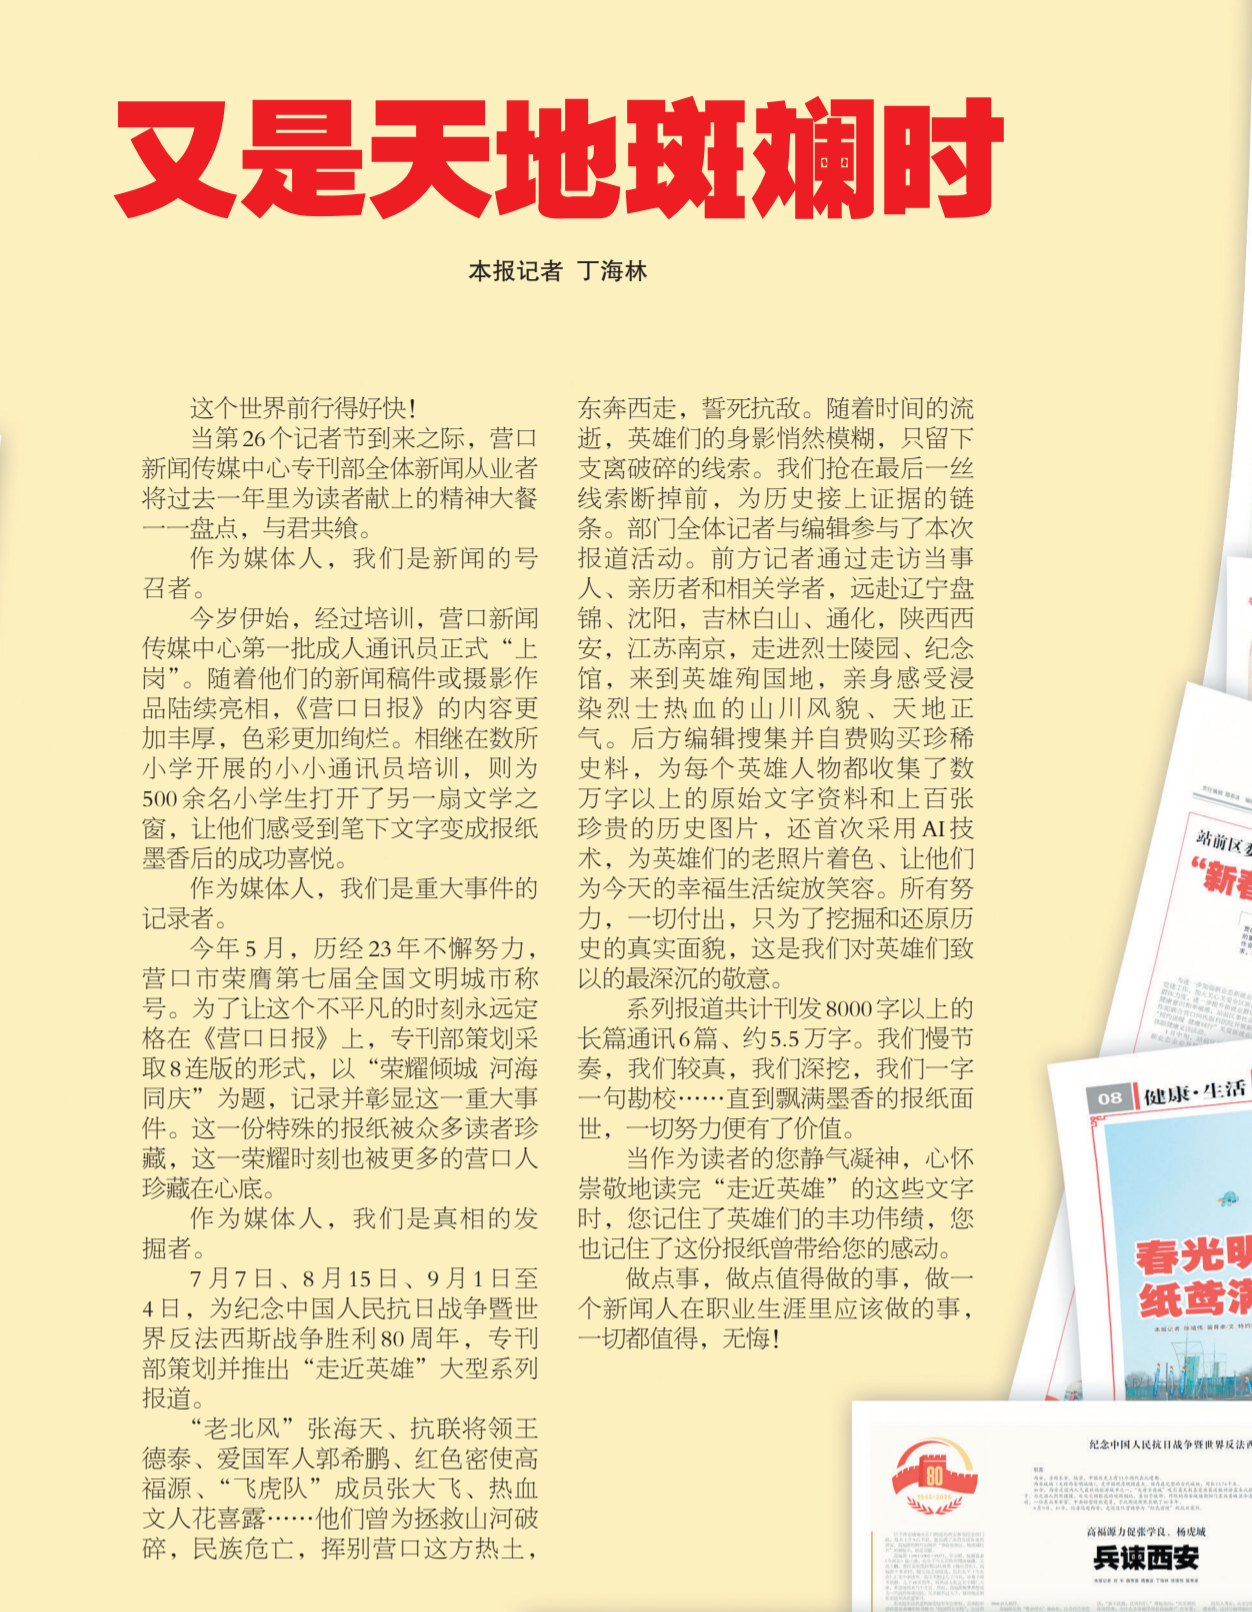 又是天地斑斓时
本报记者 丁海林
这个世界前行得好快！
当第26个记者节到来之际，营口
新闻传媒中心专刊部全体新闻从业者
将过去一年里为读者献上的精神大餐
一一盘点，与君共飨。
作为媒体人，我们是新闻的号
召者。
今岁伊始，经过培训，营口新闻
传媒中心第一批成人通讯员正式“上
岗”。随着他们的新闻稿件或摄影作
品陆续亮相，《营口日报》的内容更
加丰厚，色彩更加绚烂。相继在数所
小学开展的小小通讯员培训，则为
500余名小学生打开了另一扇文学之
窗，让他们感受到笔下文字变成报纸
墨香后的成功喜悦。
作为媒体人，我们是重大事件的
记录者。
今年5月，历经23年不懈努力，
营口市荣膺第七届全国文明城市称
号。为了让这个不平凡的时刻永远定
格在《营口日报》上，专刊部策划采
取8连版的形式，以“荣耀倾城 河海
同庆”为题，记录并彰显这一重大事
件。这一份特殊的报纸被众多读者珍
藏，这一荣耀时刻也被更多的营口人
珍藏在心底。
作为媒体人，我们是真相的发
掘者。
7月7日、8月15日、9月1日至
4日，为纪念中国人民抗日战争暨世
界反法西斯战争胜利80周年，专刊
部策划并推出“走近英雄”大型系列
报道。
“老北风”张海天、抗联将领王
德泰、爱国军人郭希鹏、红色密使高
福源、“飞虎队”成员张大飞、热血
文人花喜露……他们曾为拯救山河破
碎，民族危亡，挥别营口这方热土，
东奔西走，誓死抗敌。随着时间的流
逝，英雄们的身影悄然模糊，只留下
支离破碎的线索。我们抢在最后一丝
线索断掉前，为历史接上证据的链
条。部门全体记者与编辑参与了本次
报道活动。前方记者通过走访当事
人、亲历者和相关学者，远赴辽宁盘
锦、沈阳，吉林白山、通化，陕西西
安，江苏南京，走进烈士陵园、纪念
馆，来到英雄殉国地，亲身感受浸
染烈士热血的山川风貌、天地正
气。后方编辑搜集并自费购买珍稀
史料，为每个英雄人物都收集了数
万字以上的原始文字资料和上百张
珍贵的历史图片，还首次采用AI技
术，为英雄们的老照片着色、让他们
为今天的幸福生活绽放笑容。所有努
力，一切付出，只为了挖掘和还原历
史的真实面貌，这是我们对英雄们致
以的最深沉的敬意。
系列报道共计刊发8000字以上的
长篇通讯6篇、约5.5万字。我们慢节
奏，我们较真，我们深挖，我们一字
一句勘校……直到飘满墨香的报纸面
世，一切努力便有了价值。
当作为读者的您静气凝神，心怀
崇敬地读完“走近英雄”的这些文字
时，您记住了英雄们的丰功伟绩，您
也记住了这份报纸曾带给您的感动。
做点事，做点值得做的事，做一
个新闻人在职业生涯里应该做的事，
一切都值得，无悔！
站前区
“新春
08 健康·生活
春光明
纸鸢满
纪念中国人民抗日战争暨世界反法西
80
高福源力促张学良、杨虎城
兵谏西安